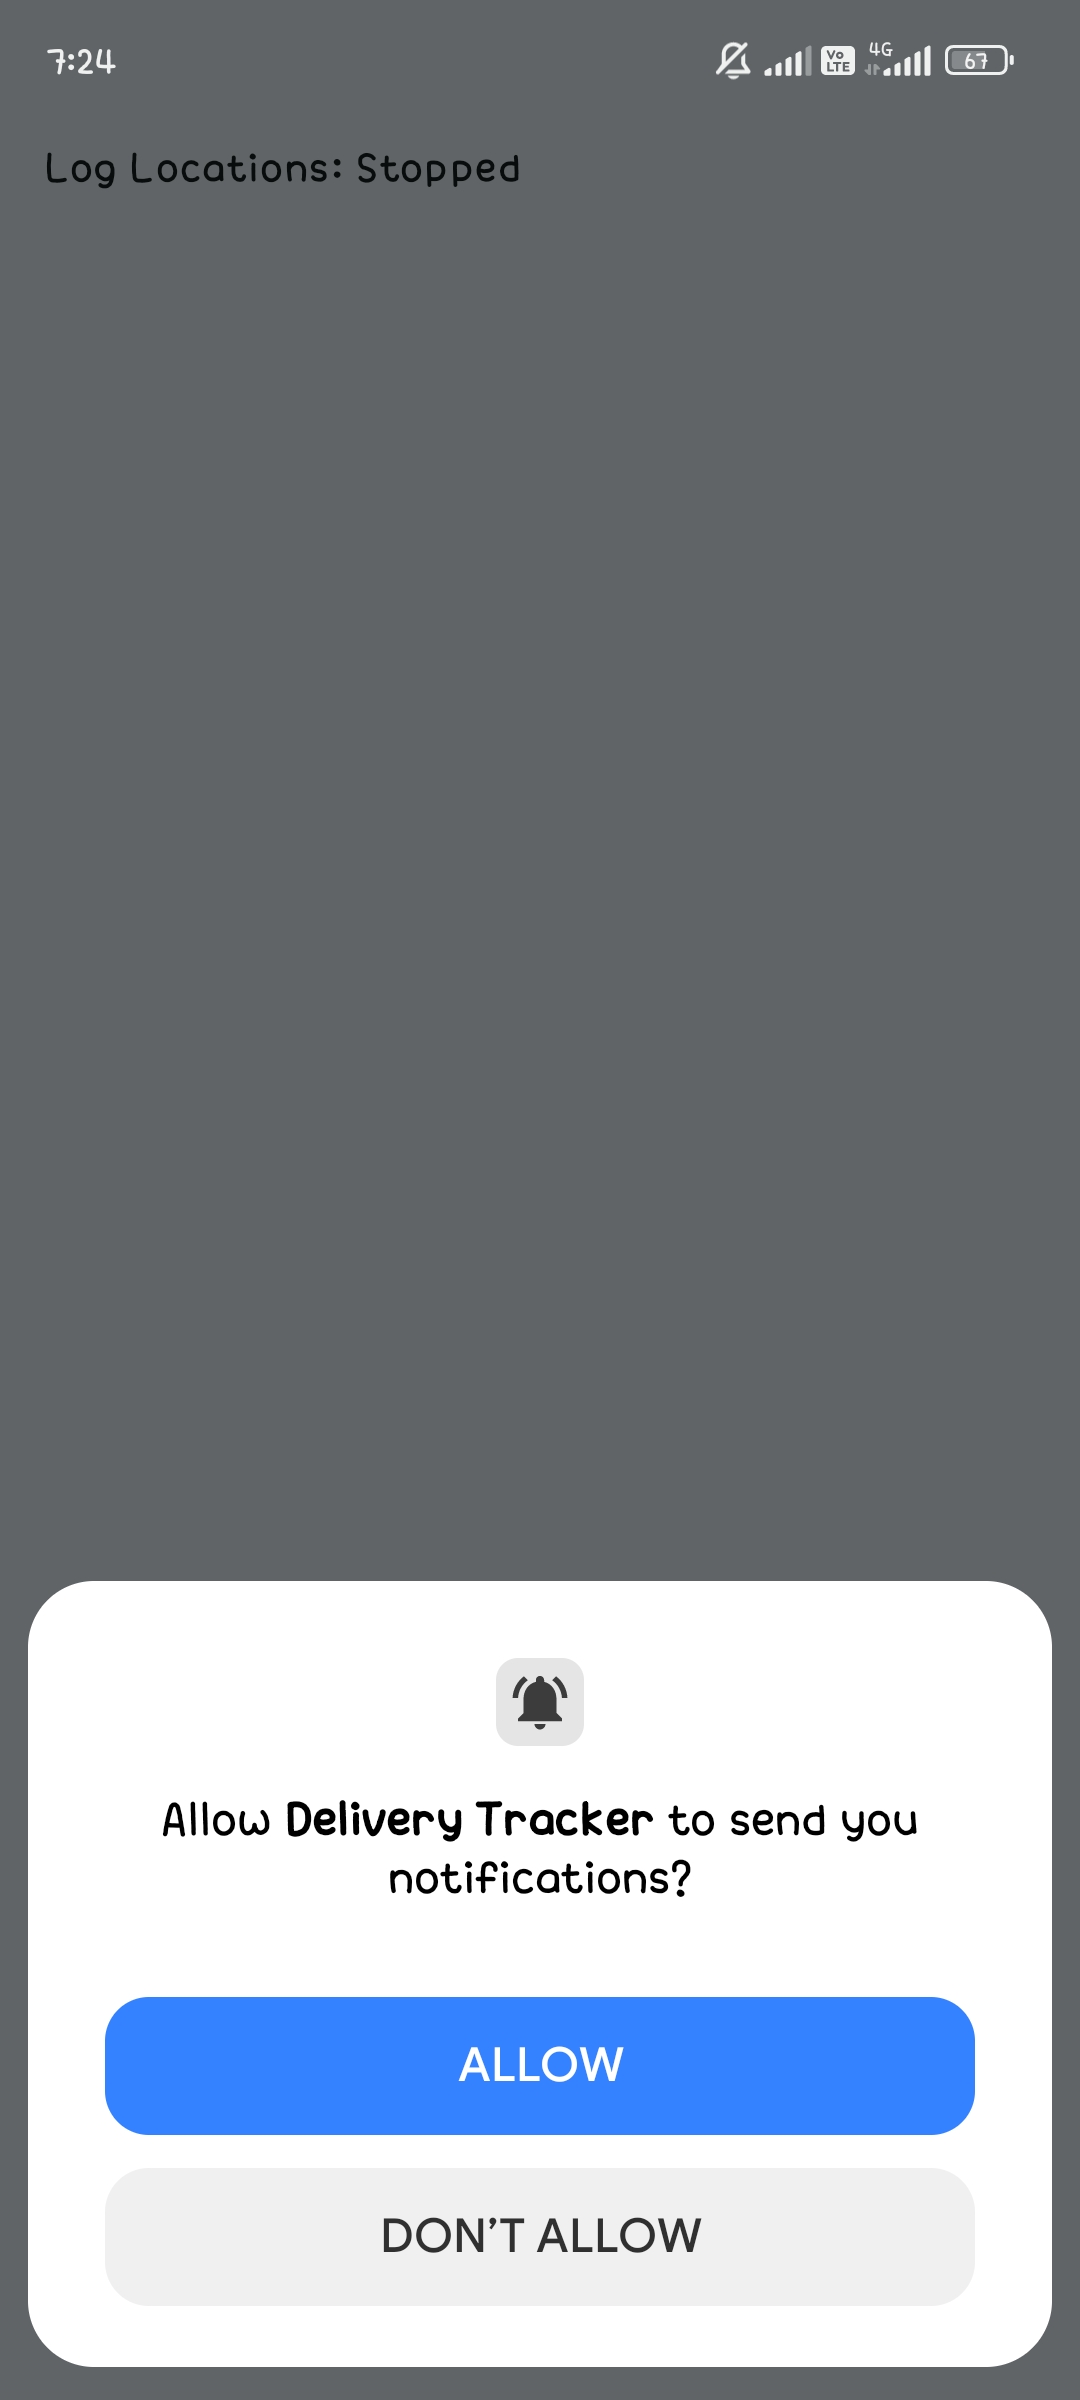 7:24
Vo
LTE
4G
67
Log Locations: Stopped
Allow Delivery Tracker to send you
notifications?
ALLOW
DON’T ALLOW